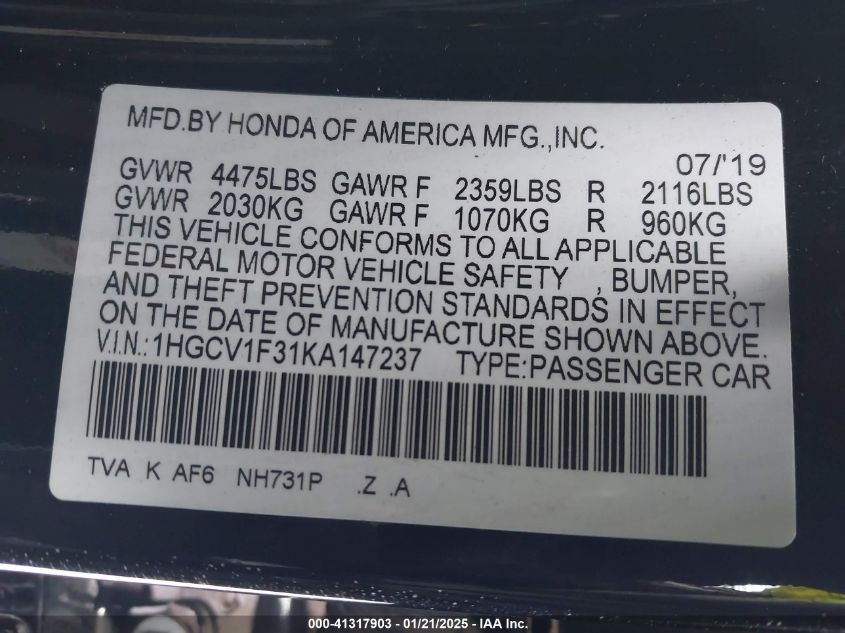 MFD.BY HONDA OF AMERICA MFG.,INC.
07/'19
GVWR 4475LBS GAWR F 2359LBS R 2116LBS
GVWR 2030KG GAWR F 1070KG R 960KG
THIS VEHICLE CONFORMS TO ALL APPLICABLE
FEDERAL MOTOR VEHICLE SAFETY , BUMPER,
AND THEFT PREVENTION STANDARDS IN EFFECT
ON THE DATE OF MANUFACTURE SHOWN ABOVE.
V.I.N.:1HGCV1F31KA147237 TYPE:PASSENGER CAR
TVA K AF6 NH731P .Z .A
000-41317903 / 01/21/2025 - IAA Inc.